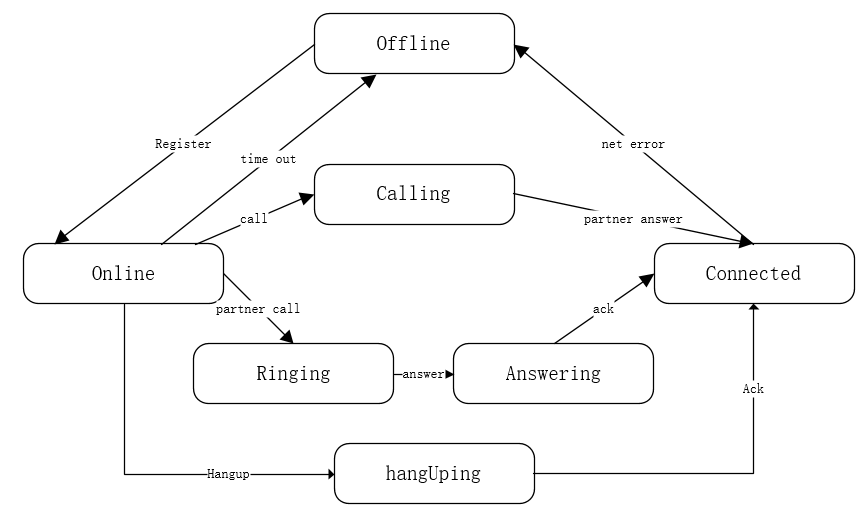 Offline
Register
net error
time out
Calling
call
partner answer
Online
Connected
partner call
ack
Ringing
answer
Answering
Ack
Hangup
hangUping